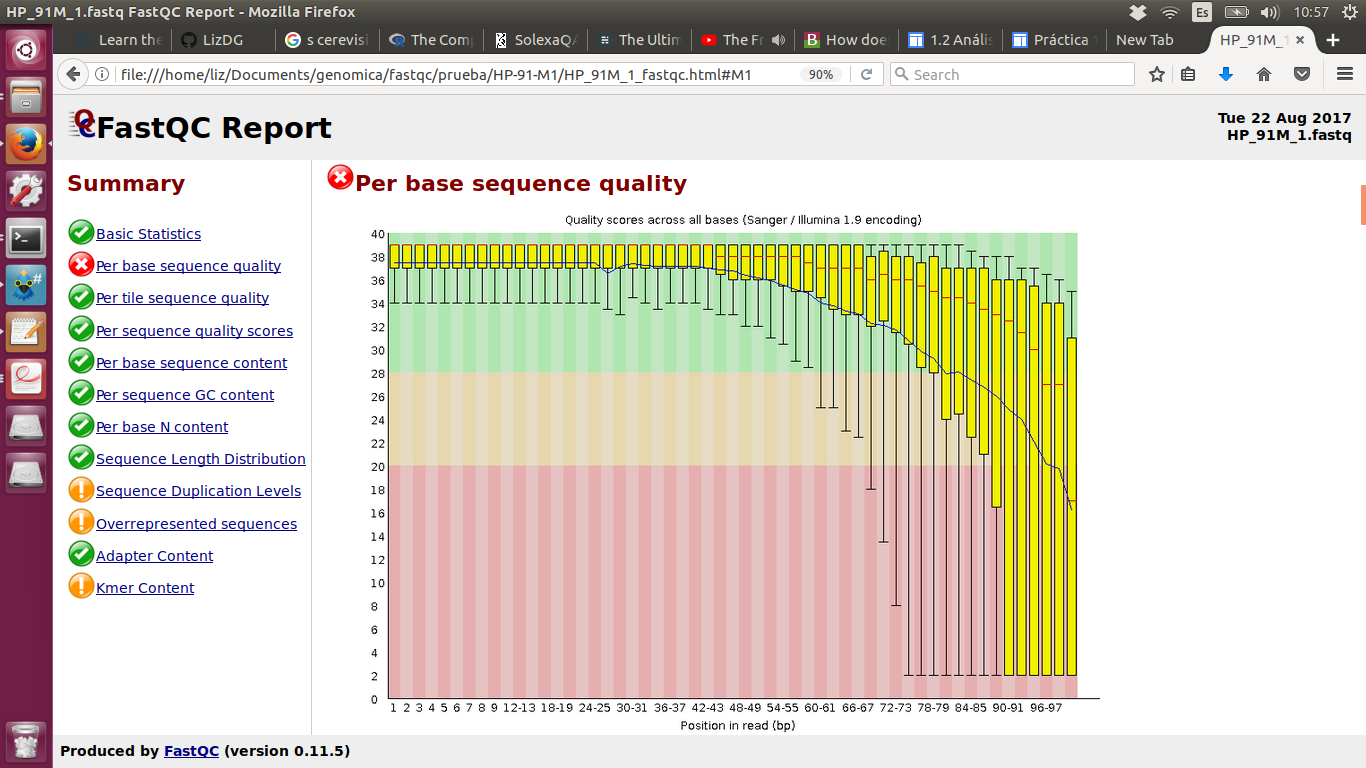 HP_91M_1.fastq FastQC Report - Mozilla Firefox
Es
10:57
Learn the
LizDG
s cerevisi
The Com
SolexaQA
The Ultim
The Fr
How doe
1.2 Anális
Práctica
New Tab
HP_91M_1
file:///home/liz/Documents/genomica/fastqc/prueba/HP-91-M1/HP_91M_1_fastqc.html#M1
90%
Search
FastQC Report
Tue 22 Aug 2017
HP_91M_1.fastq
Summary
Basic Statistics
Per base sequence quality
Per tile sequence quality
Per sequence quality scores
Per base sequence content
Per sequence GC content
Per base N content
Sequence Length Distribution
Sequence Duplication Levels
Overrepresented sequences
Adapter Content
Kmer Content
Per base sequence quality
Quality scores across all bases (Sanger / Illumina 1.9 encoding)
40
38
36
34
32
30
28
26
24
22
20
18
16
14
12
10
8
6
4
2
0
1 2 3 4 5 6 7 8 9 12-13 18-19 24-25 30-31 36-37 42-43 48-49 54-55 60-61 66-67 72-73 78-79 84-85 90-91 96-97
Position in read (bp)
Produced by FastQC (version 0.11.5)